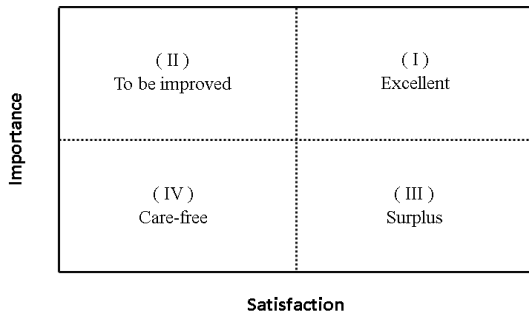 ( II )
To be improved
( I )
Excellent
Importance
( IV )
Care-free
( III )
Surplus
Satisfaction